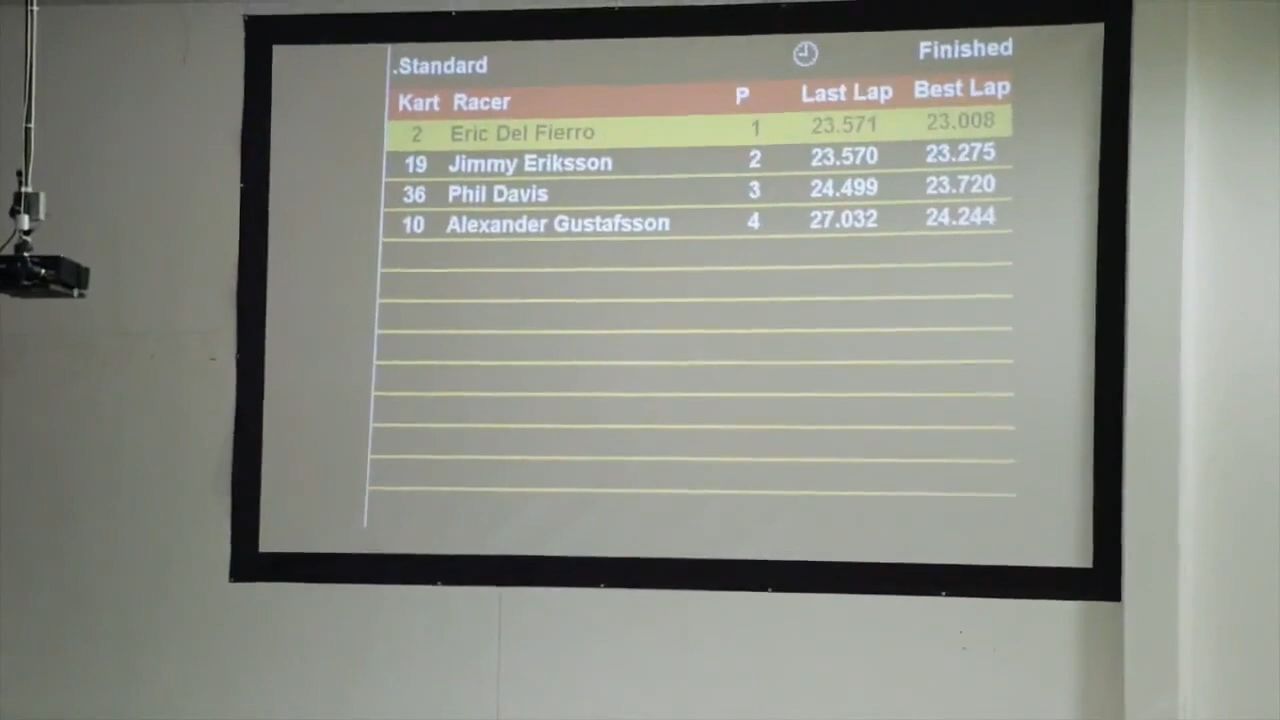 .Standard Finished
Kart Racer P Last Lap Best Lap
2 Eric Del Fierro 1 23.571 23.008
19 Jimmy Eriksson 2 23.570 23.275
36 Phil Davis 3 24.499 23.720
10 Alexander Gustafsson 4 27.032 24.244